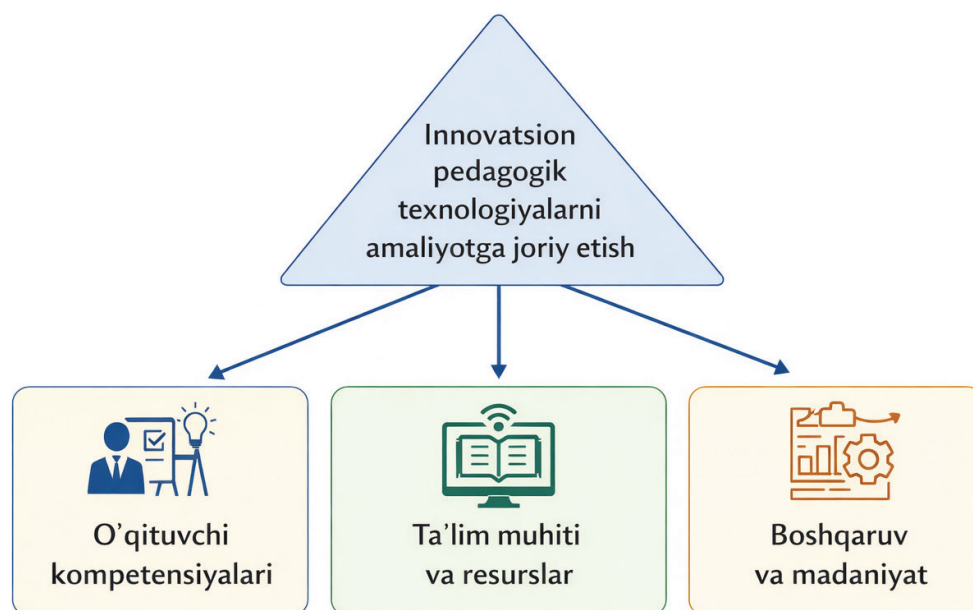 Innovatsion
pedagogik
texnologiyalarni
amaliyotga joriy etish
O'qituvchi
kompetensiyalari
Ta'lim muhiti
va resurslar
Boshqaruv
va madaniyat